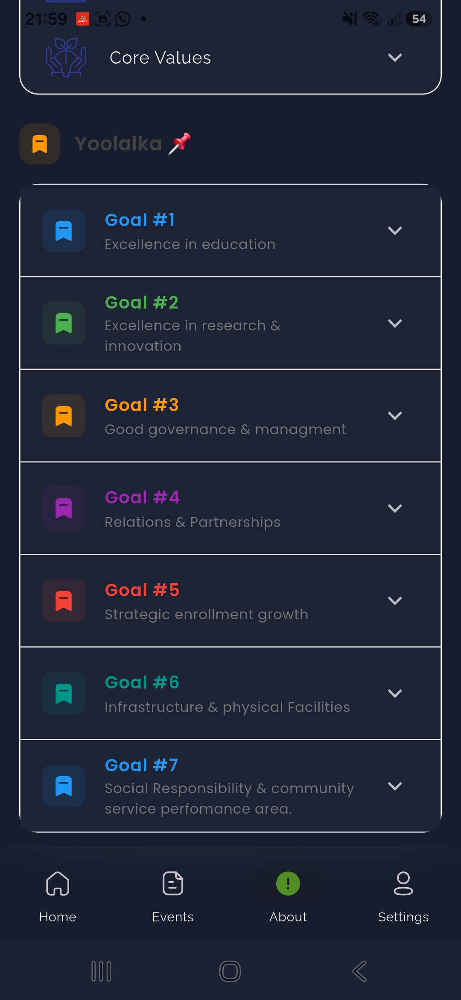 21:59
NASIYE
54
Core Values
Yoolalka
Goal #1
Excellence in education
Goal #2
Excellence in research &
innovation
Goal #3
Good governance & managment
Goal #4
Relations & Partnerships
Goal #5
Strategic enrollment growth
Goal #6
Infrastructure & physical Facilities
Goal #7
Social Responsibility & community
service perfomance area.
Home
Events
About
Settings